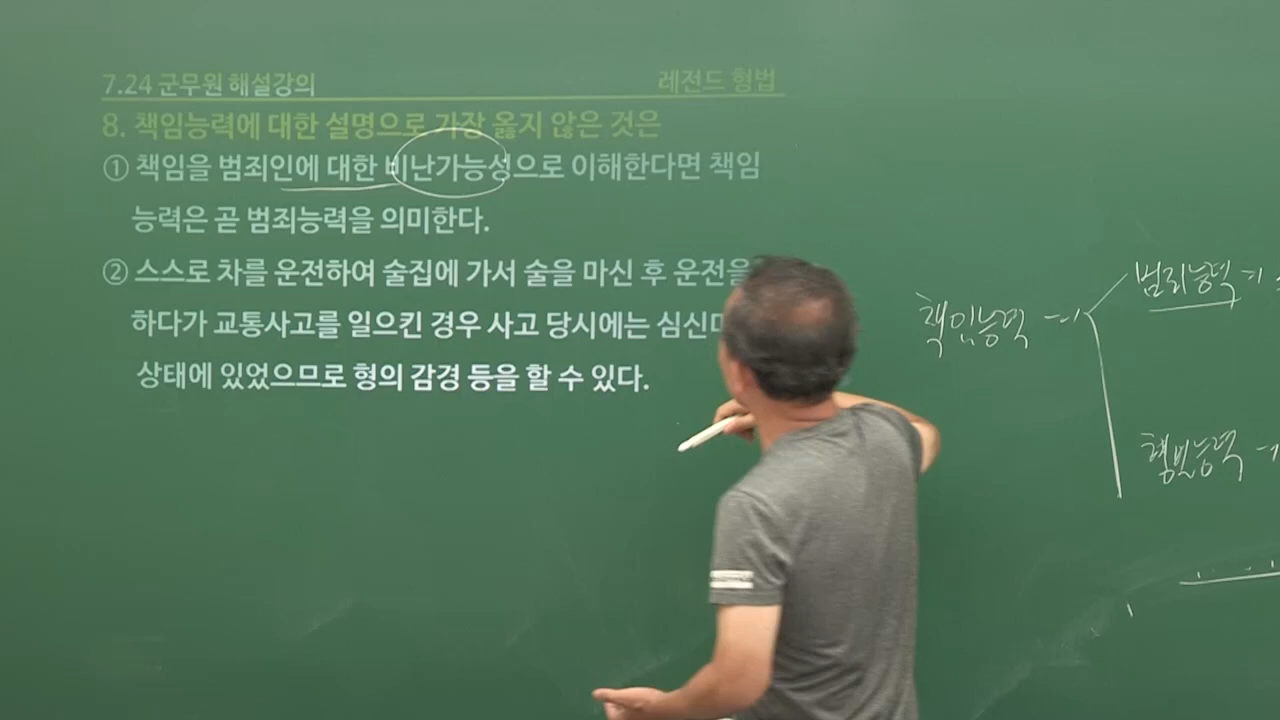 7.24 군무원 해설강의
레전드 형법
8. 책임능력에 대한 설명으로 가장 옳지 않은 것은
① 책임을 범죄인에 대한 비난가능성으로 이해한다면 책임
능력은 곧 범죄능력을 의미한다.
② 스스로 차를 운전하여 술집에 가서 술을 마신 후 운전을
하다가 교통사고를 일으킨 경우 사고 당시에는
상태에 있었으므로 형의 감경 등을 할 수 있다.
책임능력
범죄능력
형벌능력